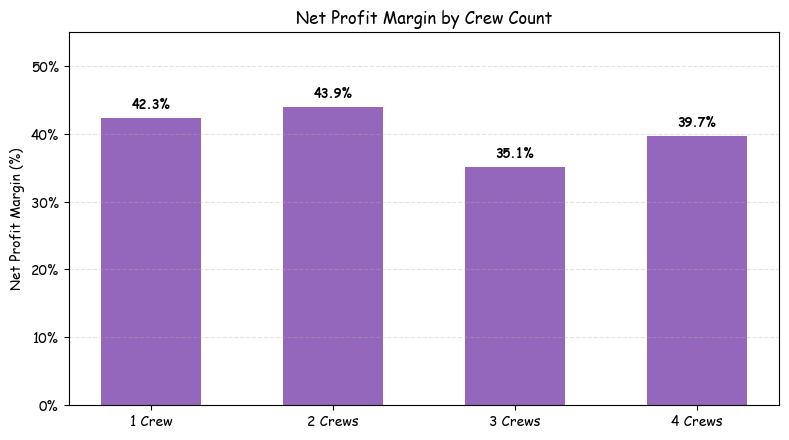 Net Profit Margin by Crew Count
Net Profit Margin (%)
50%
40%
30%
20%
10%
0%
42.3%
43.9%
35.1%
39.7%
1 Crew
2 Crews
3 Crews
4 Crews